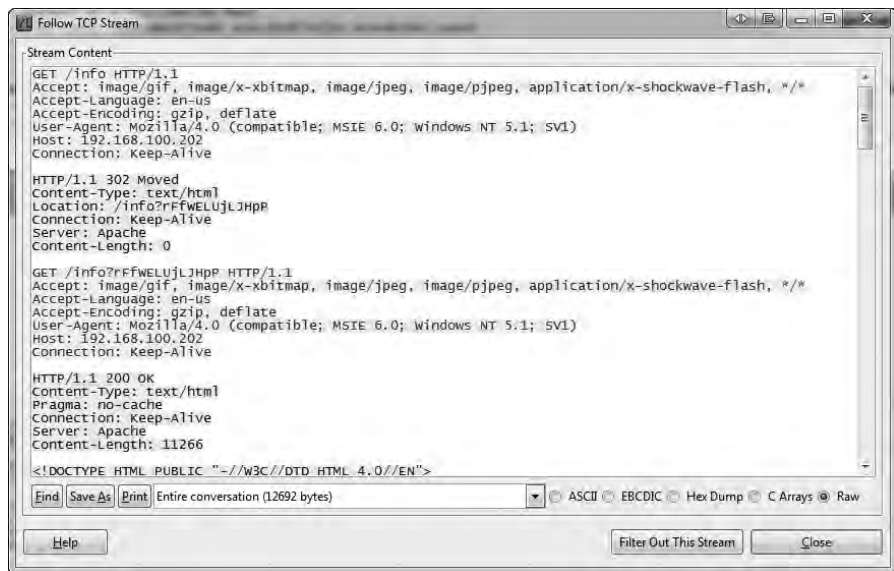 Follow TCP Stream
Stream Content
GET /info HTTP/1.1
Accept: image/gif, image/x-xbitmap, image/jpeg, image/pjpeg, application/x-shockwave-flash, */*
Accept-Language: en-us
Accept-Encoding: gzip, deflate
User-Agent: Mozilla/4.0 (compatible; MSIE 6.0; Windows NT 5.1; SV1)
Host: 192.168.100.202
Connection: Keep-Alive
HTTP/1.1 302 Moved
Content-Type: text/html
Location: /info?rFfWELUjLJHpP
Connection: Keep-Alive
Server: Apache
Content-Length: 0
GET /info?rFfWELUjLJHpP HTTP/1.1
Accept: image/gif, image/x-xbitmap, image/jpeg, image/pjpeg, application/x-shockwave-flash, */*
Accept-Language: en-us
Accept-Encoding: gzip, deflate
User-Agent: Mozilla/4.0 (compatible; MSIE 6.0; Windows NT 5.1; SV1)
Host: 192.168.100.202
Connection: Keep-Alive
HTTP/1.1 200 OK
Content-Type: text/html
Pragma: no-cache
Connection: Keep-Alive
Server: Apache
Content-Length: 11266
<!DOCTYPE HTML PUBLIC "-//W3C//DTD HTML 4.0//EN">
Find Save As Print Entire conversation (12692 bytes) ASCII EBCDIC Hex Dump C Arrays Raw
Help Filter Out This Stream Close